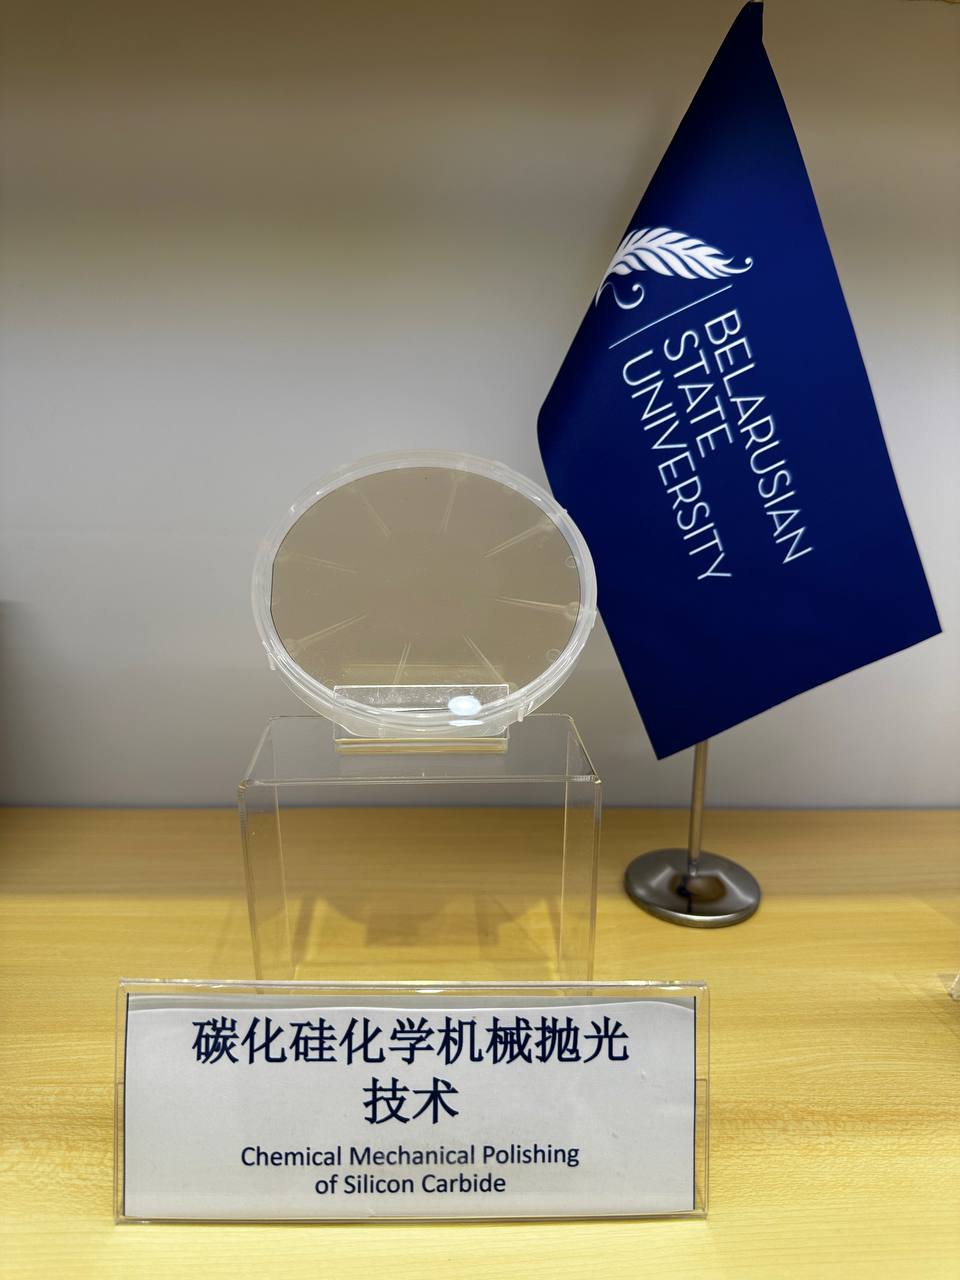 BELARUSIAN
STATE
UNIVERSITY
碳化硅化学机械抛光
技术
Chemical Mechanical Polishing
of Silicon Carbide